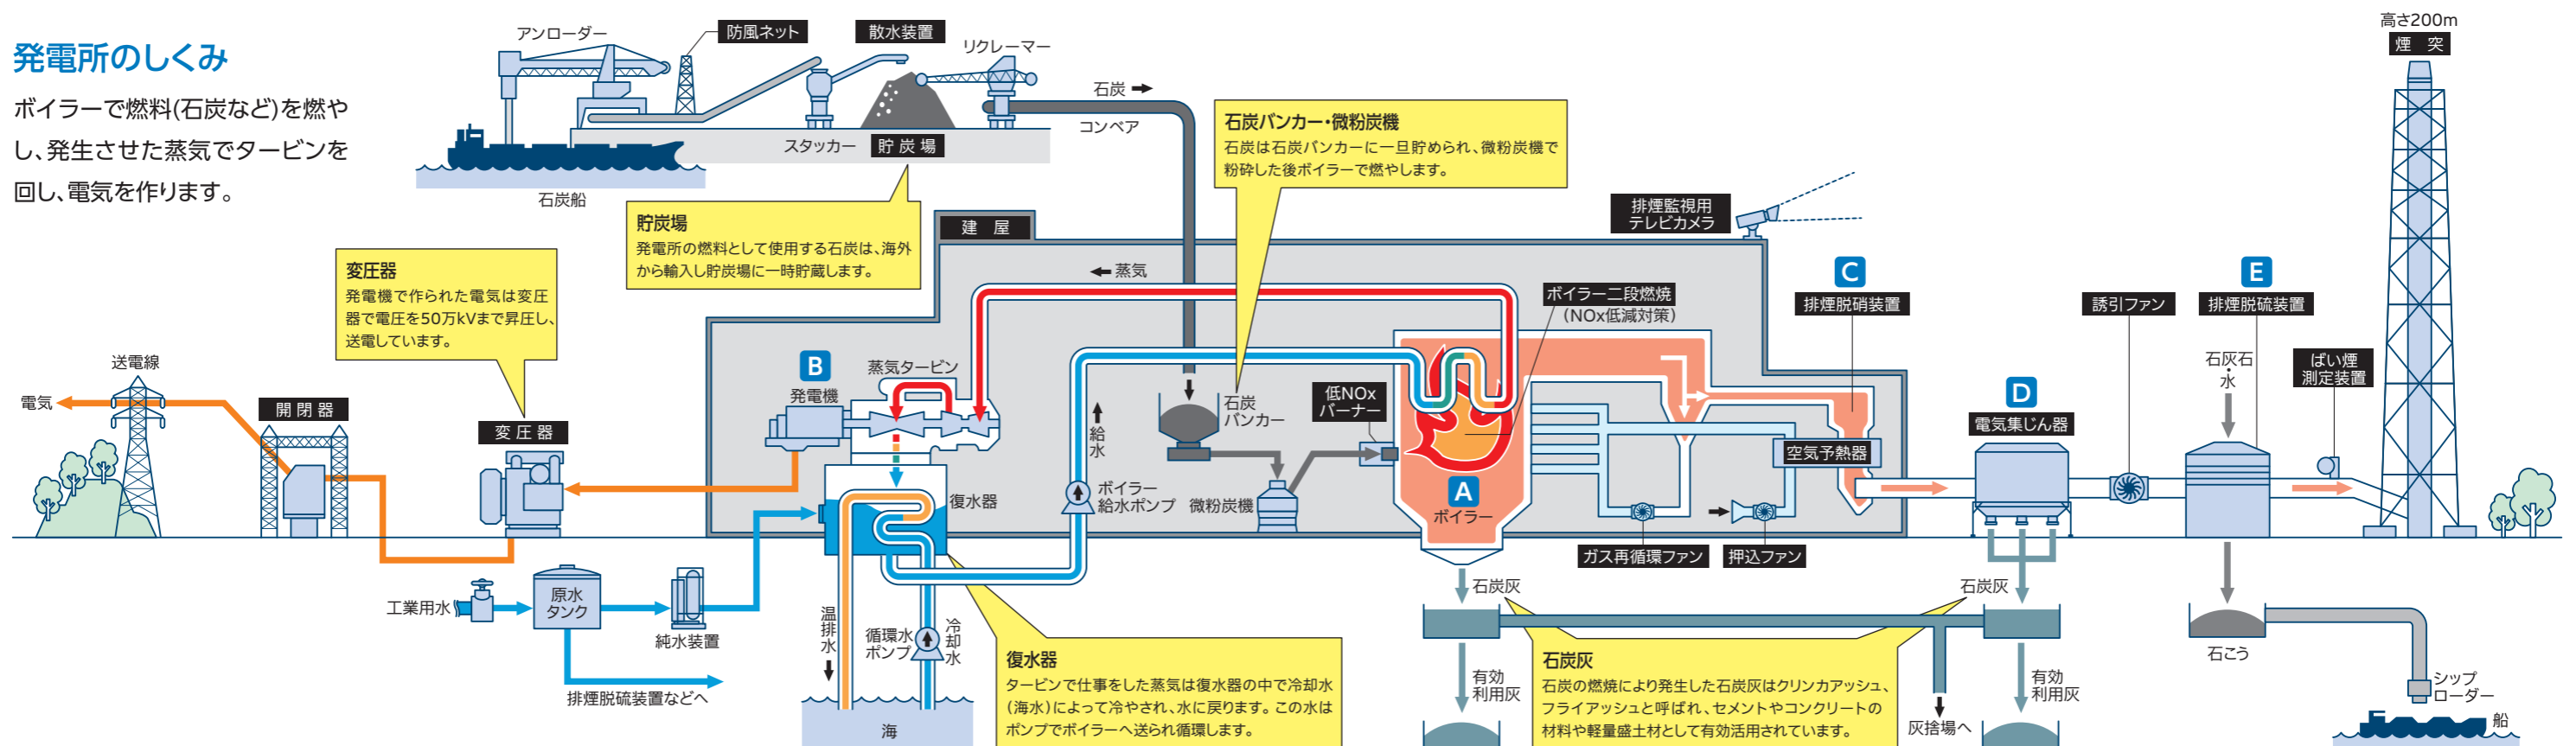 発電所のしくみ
ボイラーで燃料(石炭など)を燃や
し、発生させた蒸気でタービンを
回し、電気を作ります。
アンローダー
防風ネット
散水装置
リクレーマー
石炭
コンベア
スタッカー
貯炭場
石炭船
貯炭場
発電所の燃料として使用する石炭は、海外
から輸入し貯炭場に一時貯蔵します。
石炭バンカー・微粉炭機
石炭は石炭バンカーに一旦貯められ、微粉炭機で
粉砕した後ボイラーで燃やします。
高さ200m
煙 突
排煙監視用
テレビカメラ
建 屋
変圧器
発電機で作られた電気は変圧
器で電圧を50万kVまで昇圧し、
送電しています。
蒸気
ボイラー二段燃焼
(NOx低減対策)
C
排煙脱硝装置
誘引ファン
E
排煙脱硫装置
石灰石
・
水
ばい煙
測定装置
送電線
電気
開閉器
変圧器
B
発電機
蒸気タービン
復水器
給水
ボイラー
給水ポンプ
石炭
バンカー
微粉炭機
低NOx
バーナー
A
ボイラー
空気予熱器
D
電気集じん器
ガス再循環ファン
押込ファン
工業用水
原水
タンク
純水装置
排煙脱硫装置などへ
温排水
循環水
ポンプ
冷却水
海
復水器
タービンで仕事をした蒸気は復水器の中で冷却水
(海水)によって冷やされ、水に戻ります。この水は
ポンプでボイラーへ送られ循環します。
石炭灰
有効
利用灰
石炭灰
石炭の燃焼により発生した石炭灰はクリンカアッシュ、
フライアッシュと呼ばれ、セメントやコンクリートの
材料や軽量盛土材として有効活用されています。
石炭灰
灰捨場へ
有効
利用灰
石こう
シップ
ローダー
船